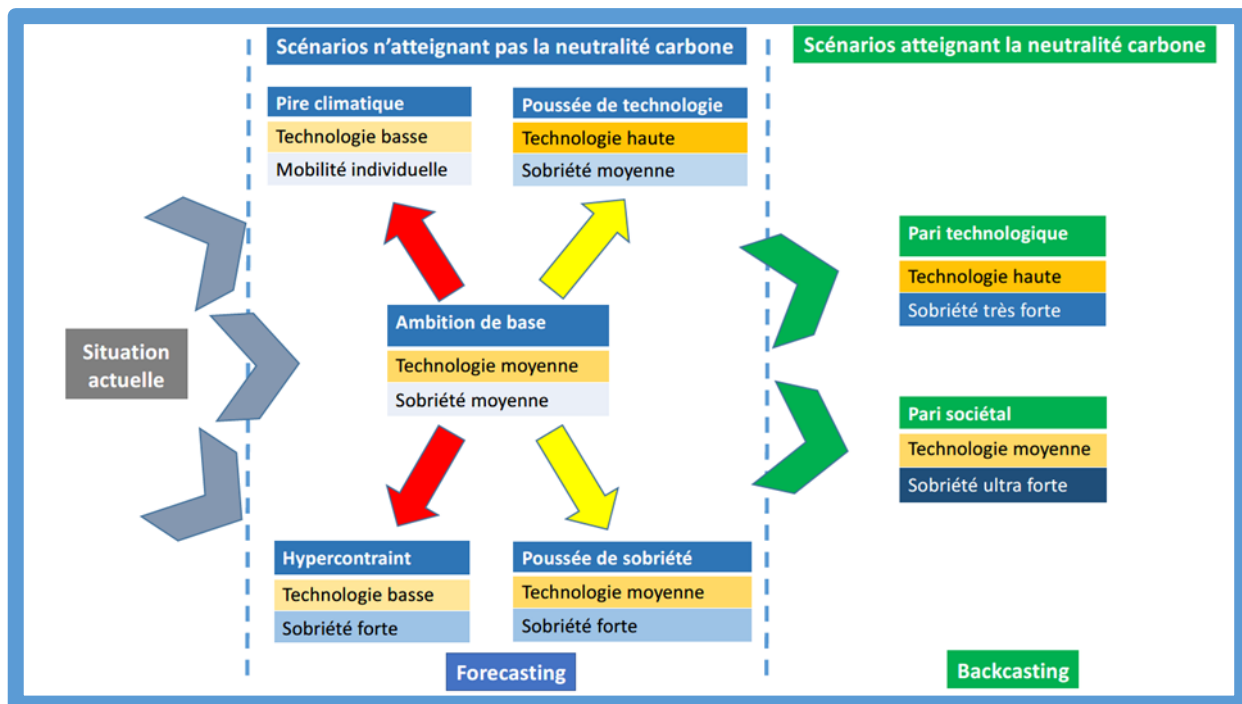 Scénarios n'atteignant pas la neutralité carbone
Scénarios atteignant la neutralité carbone
Pire climatique
Technologie basse
Mobilité individuelle
Poussée de technologie
Technologie haute
Sobriété moyenne
Situation
actuelle
Ambition de base
Technologie moyenne
Sobriété moyenne
Pari technologique
Technologie haute
Sobriété très forte
Pari sociétal
Technologie moyenne
Sobriété ultra forte
Hypercontraint
Technologie basse
Sobriété forte
Poussée de sobriété
Technologie moyenne
Sobriété forte
Forecasting
Backcasting